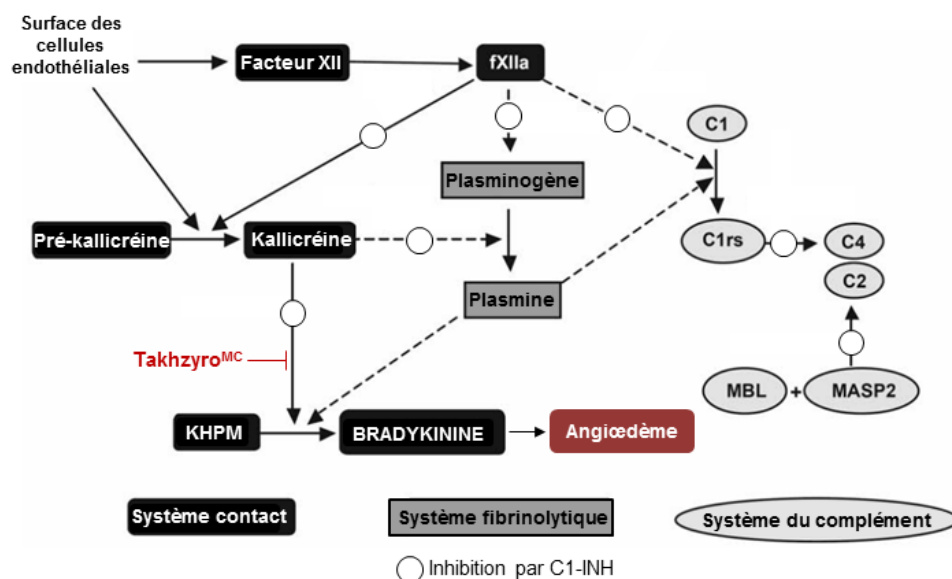 Surface des
cellules
endothéliales
Facteur XII
fXIIa
C1
Plasminogène
Pré-kallicréine
Kallicréine
C1rs
C4
C2
Plasmine
Takhzyroᴹᶜ
MBL + MASP2
KHPM
BRADYKININE
Angiœdème
Système contact
Système fibrinolytique
Système du complément
Inhibition par C1-INH